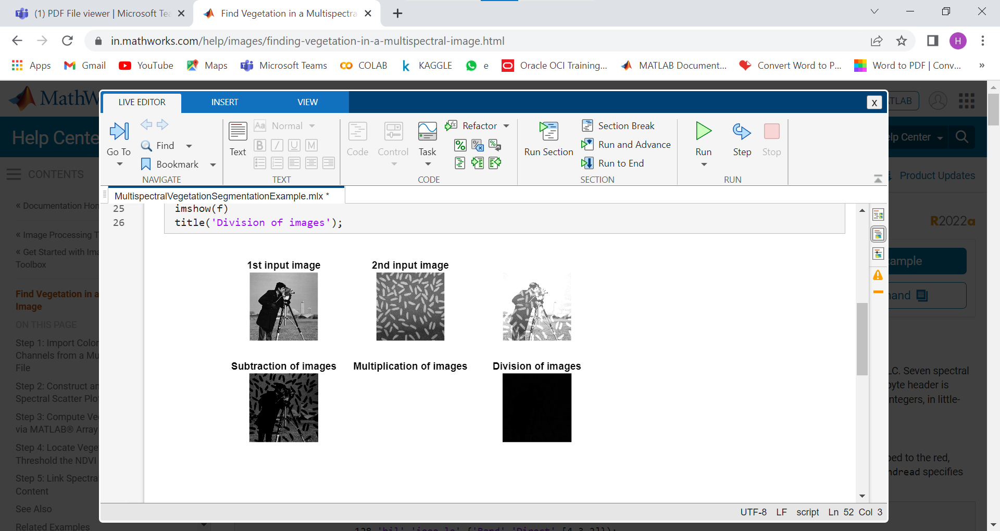 (1) PDF File viewer | Microsoft Tea
Find Vegetation in a Multispectra
in.mathworks.com/help/images/finding-vegetation-in-a-multispectral-image.html
H
Apps
Gmail
YouTube
Maps
Microsoft Teams
COLAB
KAGGLE
e
Oracle OCI Training...
MATLAB Document...
Convert Word to P...
Word to PDF | Conv...
»
MathW
TLAB
LIVE EDITOR
INSERT
VIEW
X
Help Cente
lp Center
Go To
Find
Bookmark
NAVIGATE
Text
Aa Normal
B I U M
TEXT
Code
Control
Task
Refactor
CODE
Run Section
Section Break
Run and Advance
Run to End
SECTION
Run
Step
Stop
RUN
CONTENTS
Product Updates
MultispectralVegetationSegmentationExample.mlx *
« Documentation Hom
« Image Processing T
« Get Started with Ima
Toolbox
Find Vegetation in a
Image
ON THIS PAGE
Step 1: Import Color
Channels from a Mu
File
Step 2: Construct an
Spectral Scatter Plo
Step 3: Compute Ve
via MATLAB® Array
Step 4: Locate Vege
Threshold the NDVI
Step 5: Link Spectra
Content
See Also
Related Examples
25 imshow(f)
26 title('Division of images');
1st input image
2nd input image
Subtraction of images
Multiplication of images
Division of images
R2022a
ample
nand
LC. Seven spectral
byte header is
ntegers, in little-
ped to the red,
ndread specifies
UTF-8 LF script Ln 52 Col 3